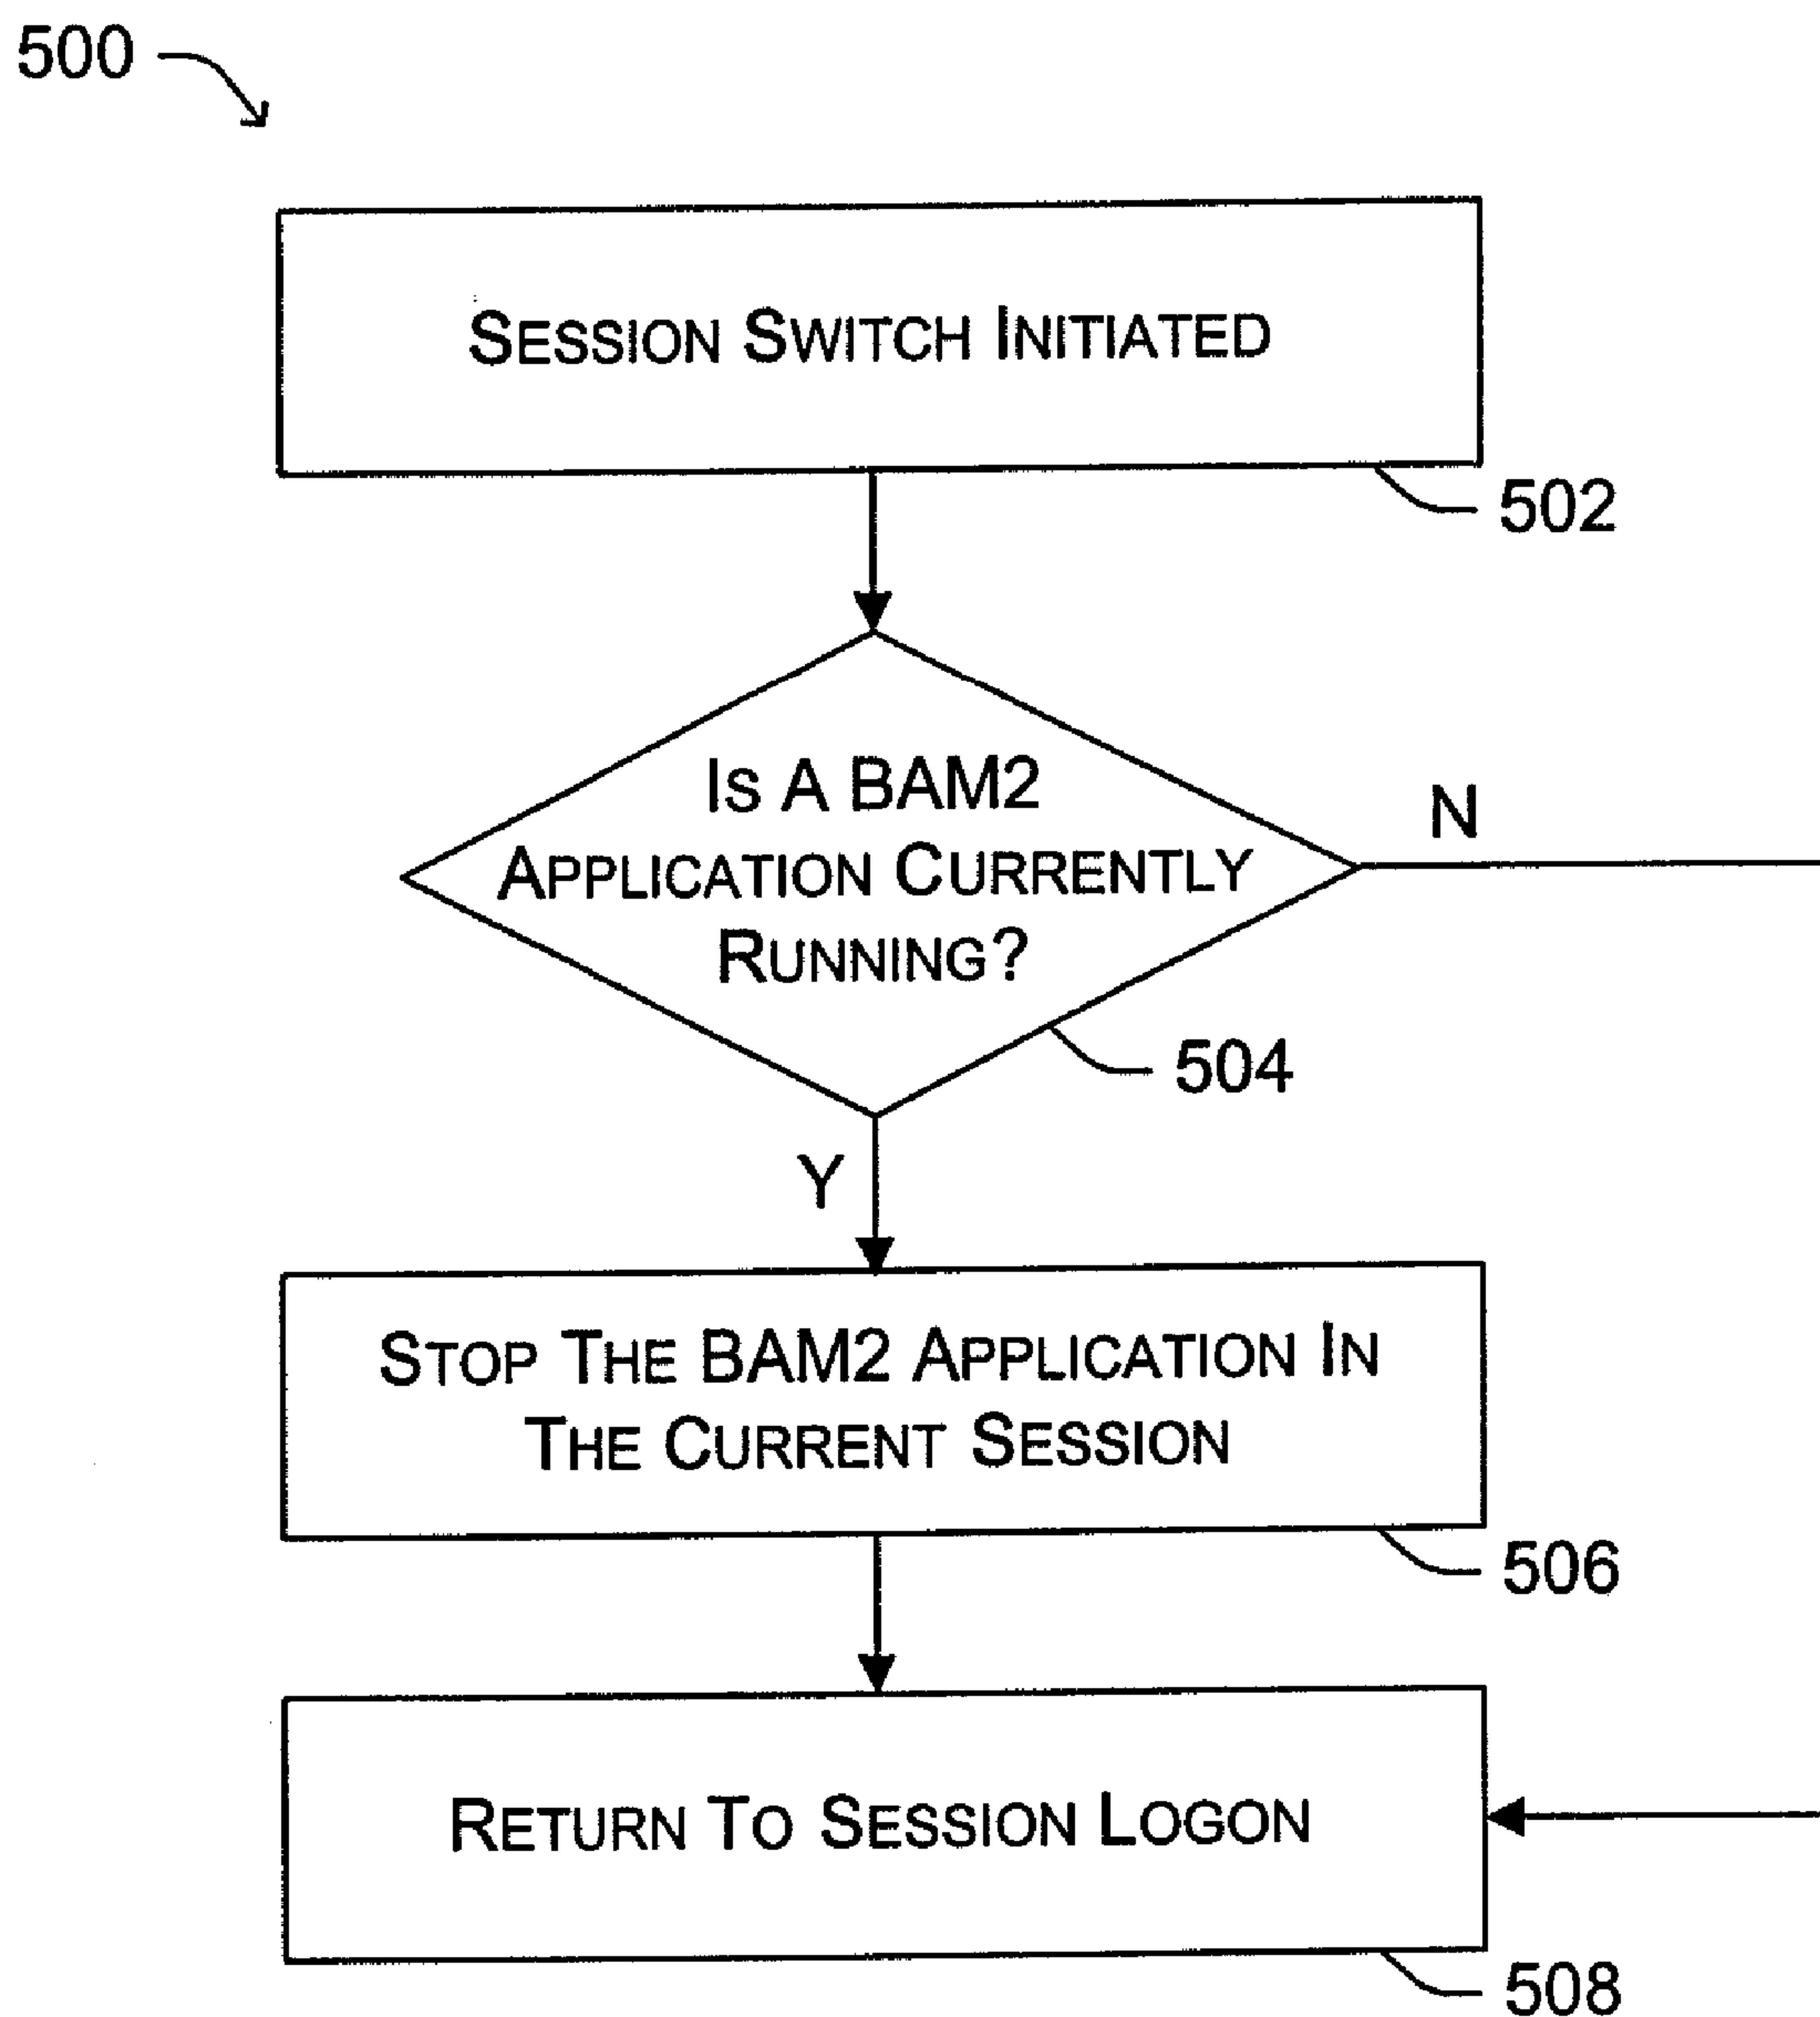 500
SESSION SWITCH INITIATED
502
IS A BAM2
APPLICATION CURRENTLY
RUNNING?
N
504
Y
STOP THE BAM2 APPLICATION IN
THE CURRENT SESSION
506
RETURN TO SESSION LOGON
508